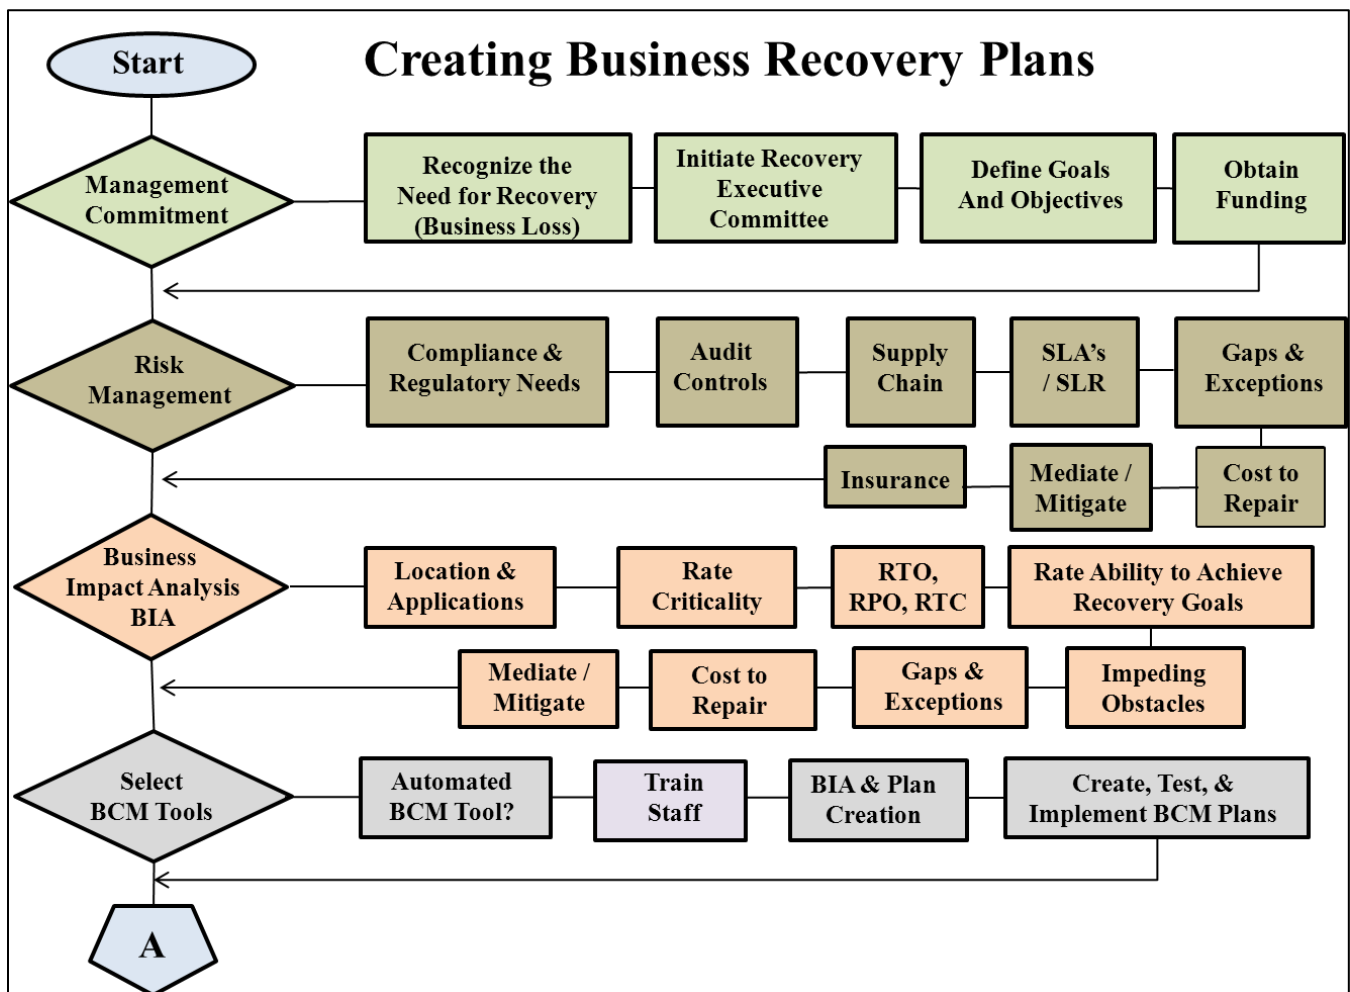 Start
Creating Business Recovery Plans
Management
Commitment
Recognize the
Need for Recovery
(Business Loss)
Initiate Recovery
Executive
Committee
Define Goals
And Objectives
Obtain
Funding
Risk
Management
Compliance &
Regulatory Needs
Audit
Controls
Supply
Chain
SLA's
/ SLR
Gaps &
Exceptions
Cost to
Repair
Mediate /
Mitigate
Insurance
Business
Impact Analysis
BIA
Location &
Applications
Rate
Criticality
RTO,
RPO, RTC
Rate Ability to Achieve
Recovery Goals
Impeding
Obstacles
Gaps &
Exceptions
Cost to
Repair
Mediate /
Mitigate
Select
BCM Tools
Automated
BCM Tool?
Train
Staff
BIA & Plan
Creation
Create, Test, &
Implement BCM Plans
A